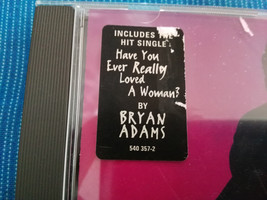 INCLUDES THE
HIT SINGLE
Have You
Ever Really
Loved
A Woman?
BY
BRYAN
ADAMS
540 357-2